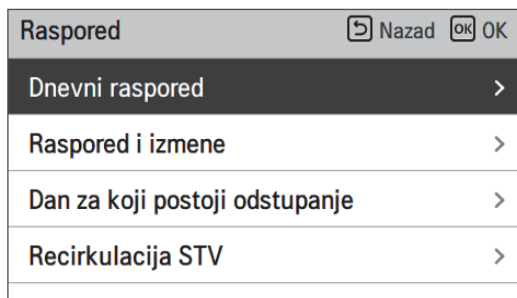 Raspored Nazad OK OK
Dnevni raspored
Raspored i izmene
Dan za koji postoji odstupanje
Recirkulacija STV